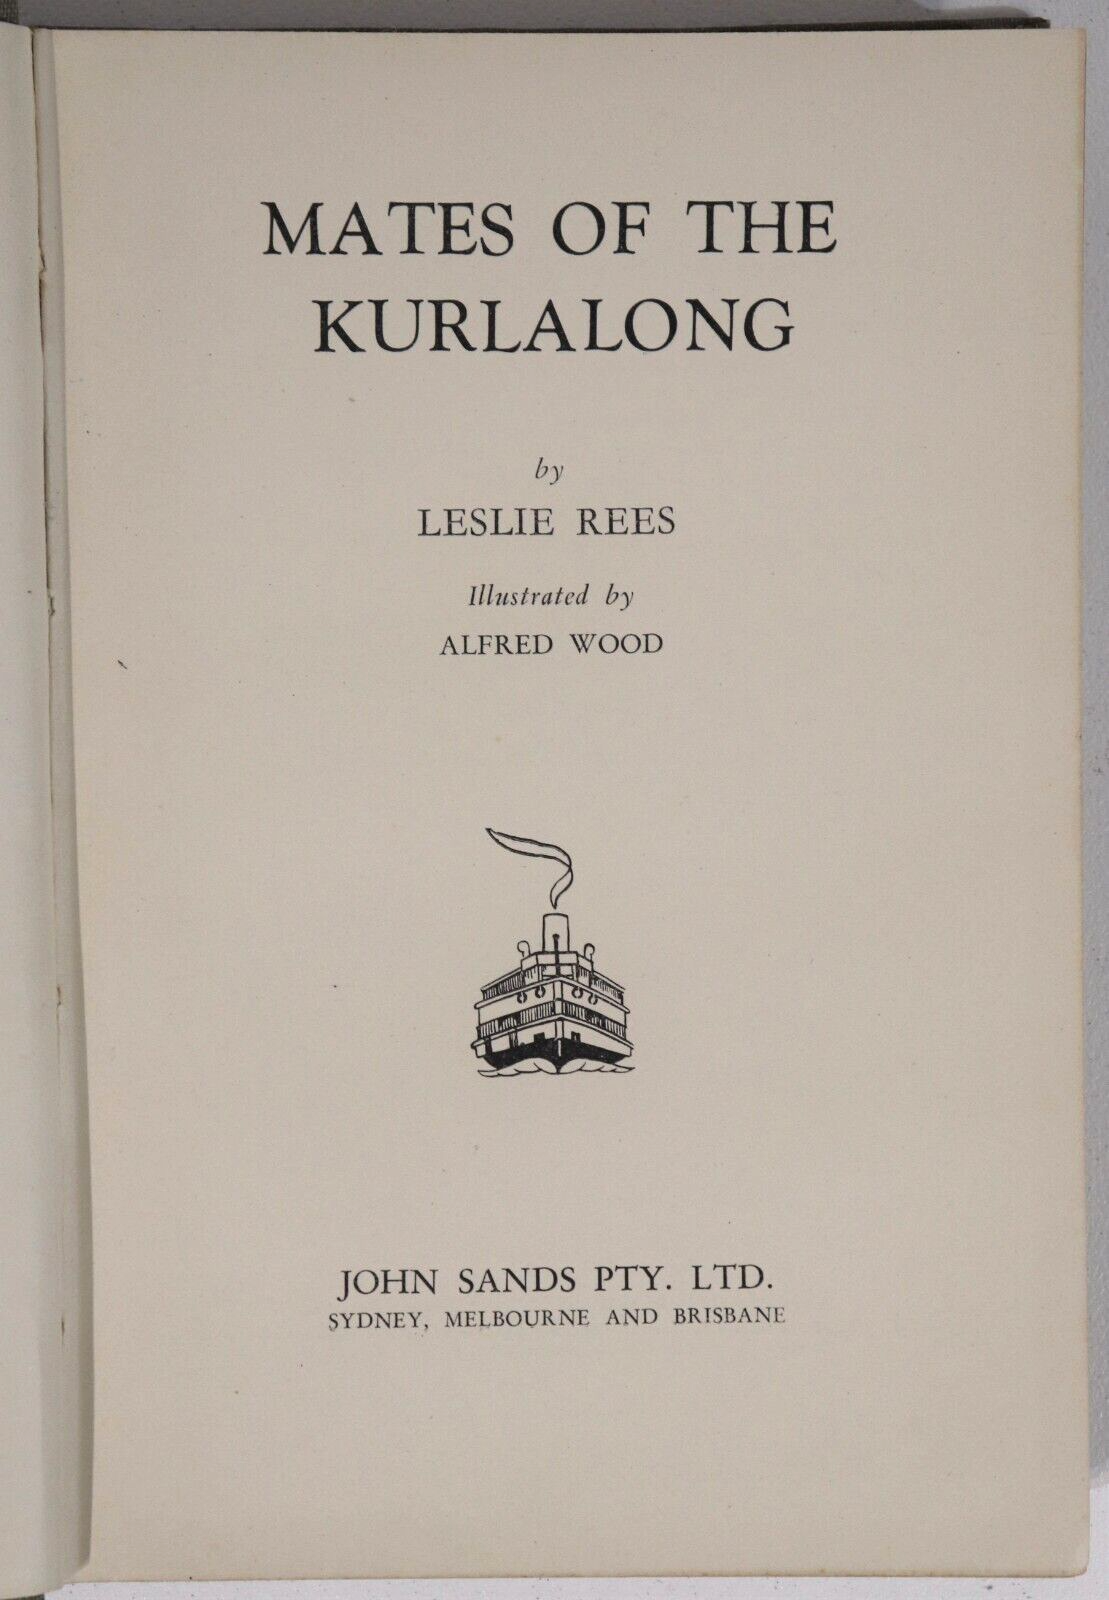 MATES OF THE
KURLALONG
by
LESLIE REES
Illustrated by
ALFRED WOOD
JOHN SANDS PTY. LTD.
SYDNEY, MELBOURNE AND BRISBANE